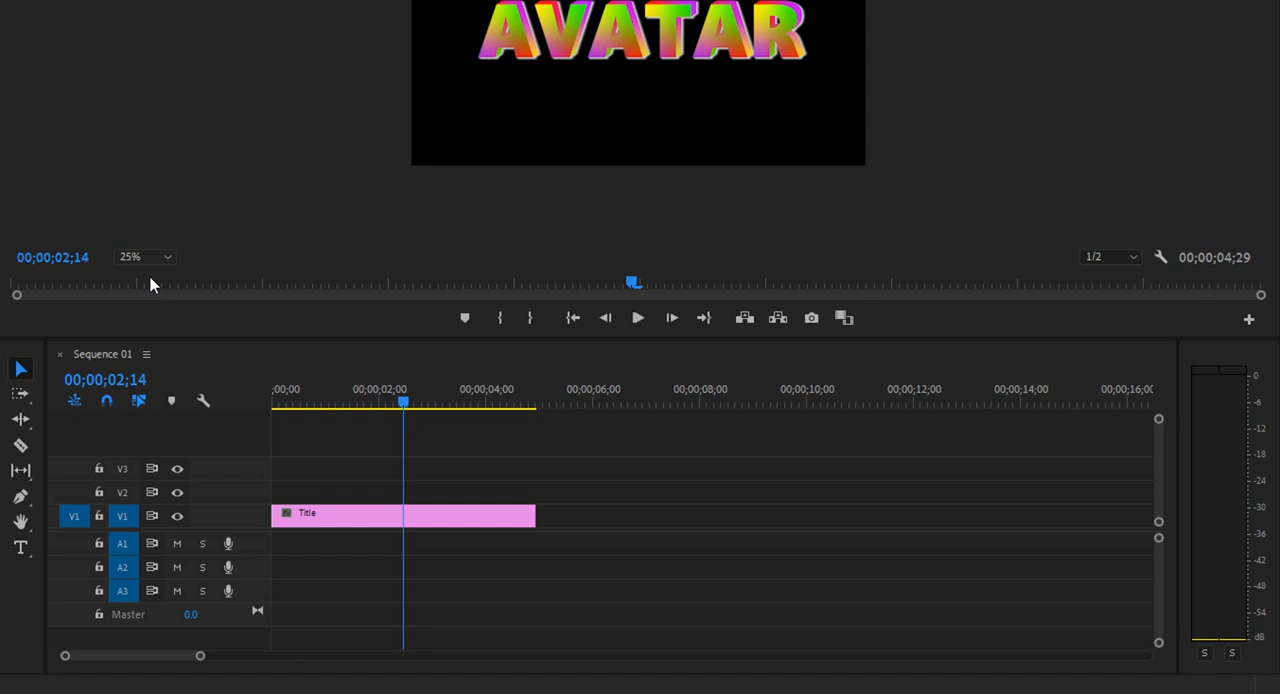 AVATAR
00;00;02;14 25% 1/2 00;00;04;29
× Sequence 01
00;00;02;14
;00;00 00;00;02;00 00;00;04;00 00;00;06;00 00;00;08;00 00;00;10;00 00;00;12;00 00;00;14;00 00;00;16;00
V3
V2
V1 V1 Title
A1 M S
A2 M S
A3 M S
Master 0.0
0
-6
-12
-18
-24
-30
-36
-42
-48
-54
dB
S S
T